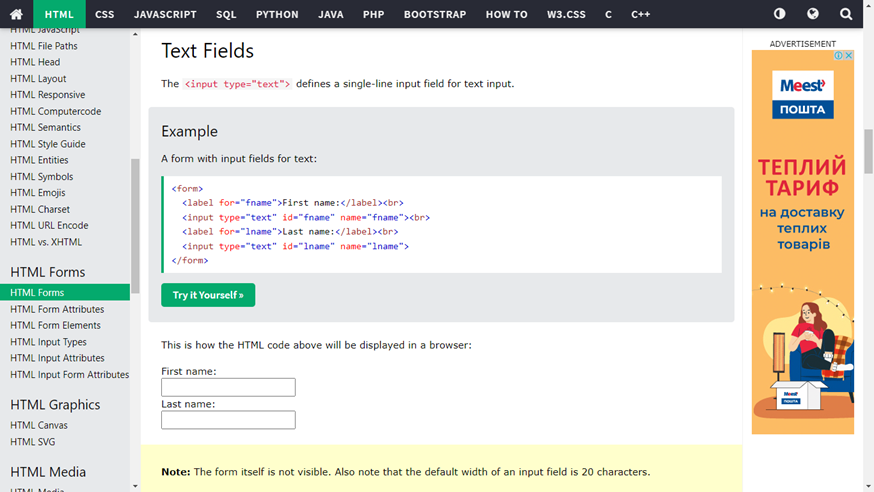 HTML CSS JAVASCRIPT SQL PYTHON JAVA PHP BOOTSTRAP HOW TO W3.CSS C C++
HTML JavaScript
HTML File Paths
HTML Head
HTML Layout
HTML Responsive
HTML Computercode
HTML Semantics
HTML Style Guide
HTML Entities
HTML Symbols
HTML Emojis
HTML Charset
HTML URL Encode
HTML vs. XHTML
HTML Forms
HTML Forms
HTML Form Attributes
HTML Form Elements
HTML Input Types
HTML Input Attributes
HTML Input Form Attributes
HTML Graphics
HTML Canvas
HTML SVG
HTML Media
HTML Media
Text Fields
The <input type="text"> defines a single-line input field for text input.
Example
A form with input fields for text:
<form>
<label for="fname">First name:</label><br>
<input type="text" id="fname" name="fname"><br>
<label for="lname">Last name:</label><br>
<input type="text" id="lname" name="lname">
</form>
Try it Yourself »
This is how the HTML code above will be displayed in a browser:
First name:
Last name:
Note: The form itself is not visible. Also note that the default width of an input field is 20 characters.
ADVERTISEMENT
Meest
ПОШТА
ТЕПЛИЙ
ТАРИФ
на доставку
теплих
товарів
Meest
ПОШТА